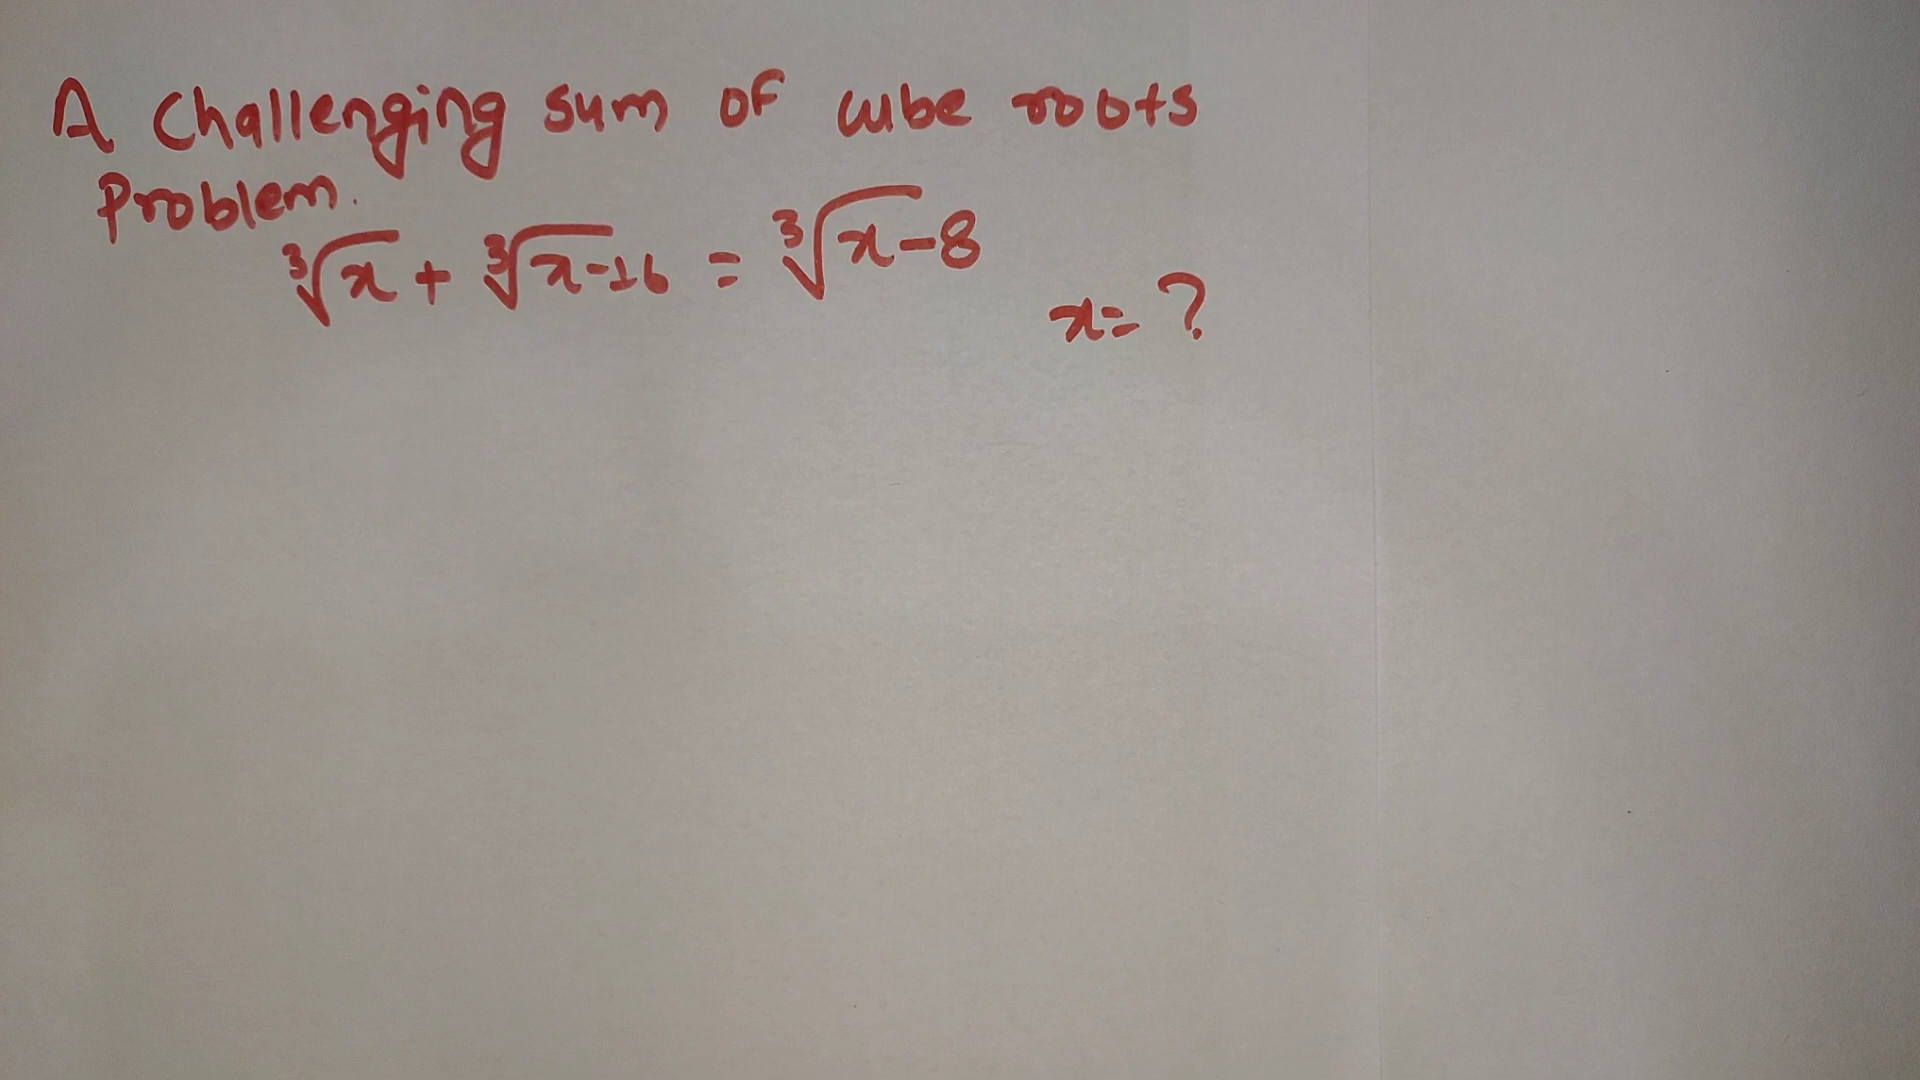 A Challenging sum of cube roots
Problem.
∛x + ∛x-16 = ∛x-8
x = ?